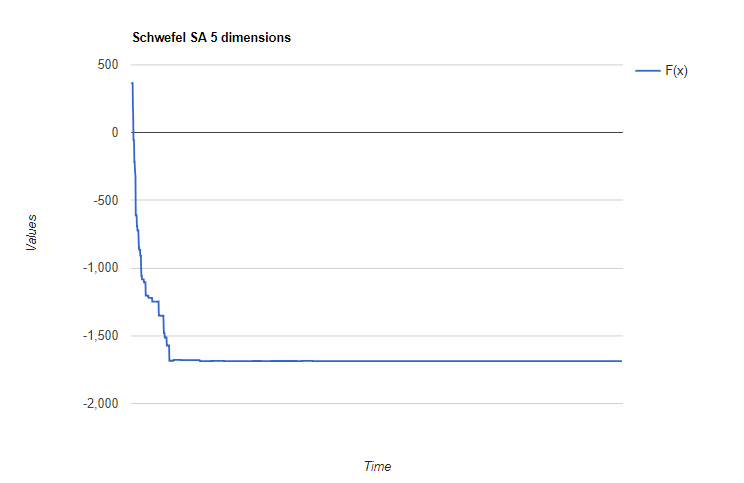 Schwefel SA 5 dimensions
500
F(x)
0
-500
Values
-1,000
-1,500
-2,000
Time